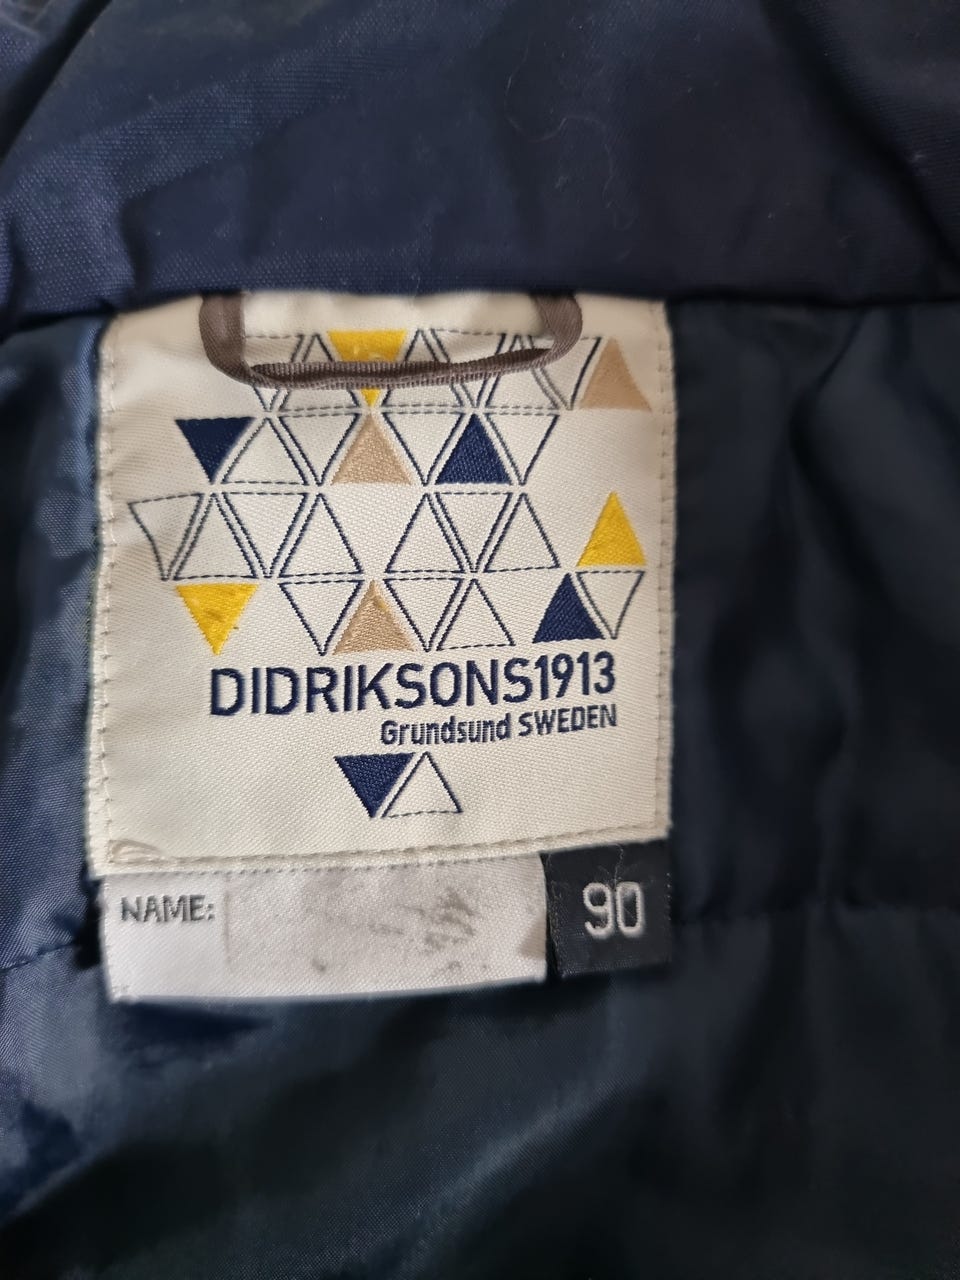 DIDRIKSONS1913
Grundsund SWEDEN
NAME:
90